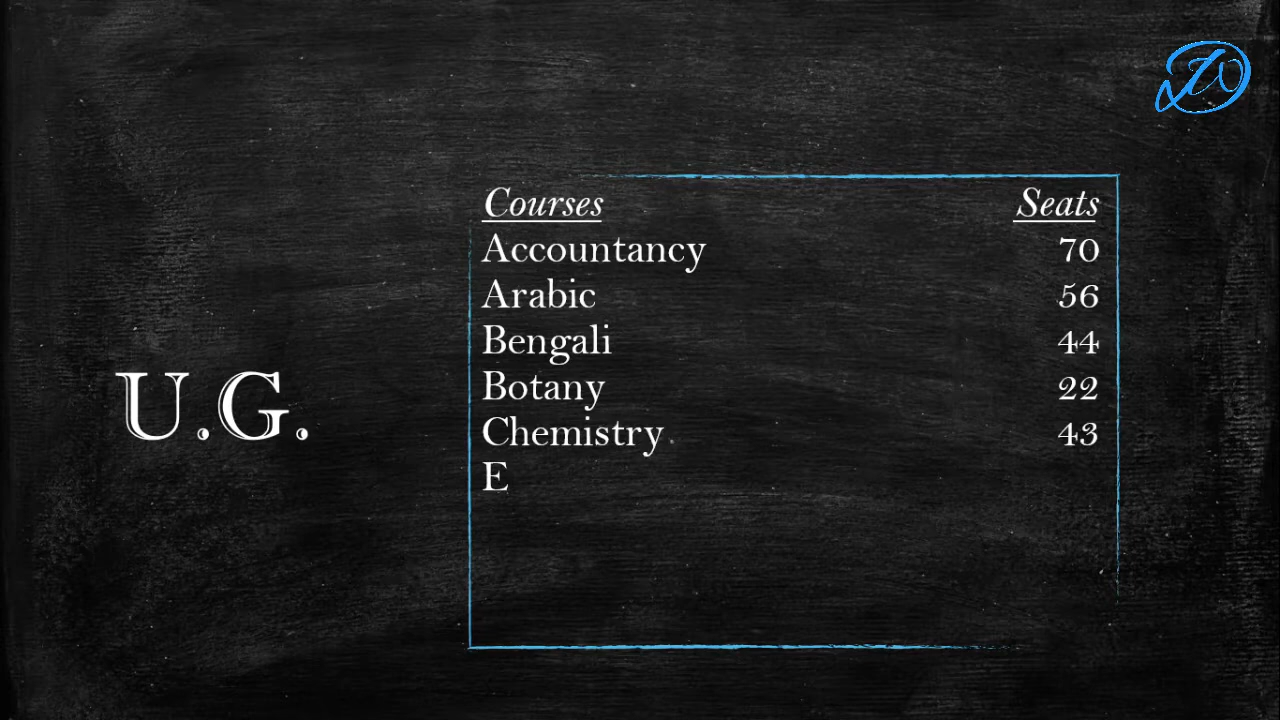 Courses Seats
Accountancy 70
Arabic 56
Bengali 44
Botany 22
Chemistry 43
E
U.G.